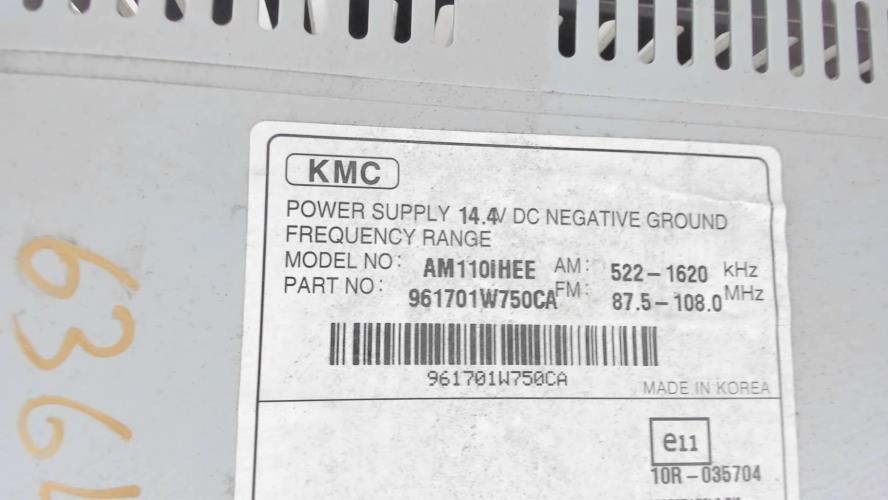 KMC
POWER SUPPLY 14.4V DC NEGATIVE GROUND
FREQUENCY RANGE
MODEL NO: AM110IHEE AM: 522-1620 kHz
PART NO: 961701W750CA FM: 87.5-108.0 MHz
961701W750CA
MADE IN KOREA
e11
10R-035704
636